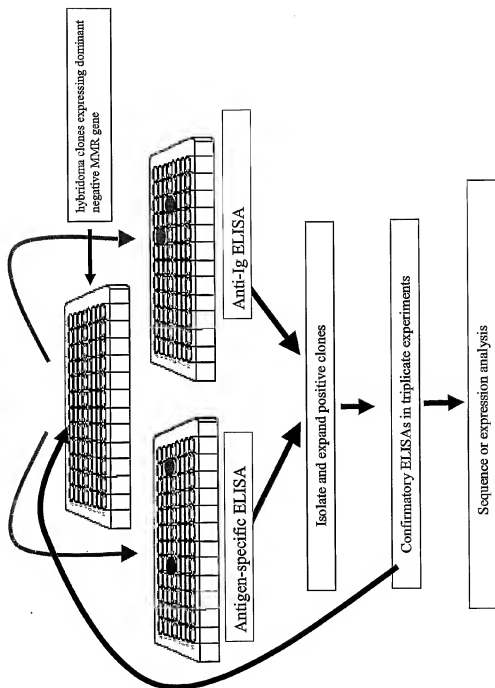 hybridoma clones expressing dominant
negative MMR gene
Antigen-specific ELISA
Anti-Ig ELISA
Isolate and expand positive clones
Confirmatory ELISAs in triplicate experiments
Sequence or expression analysis